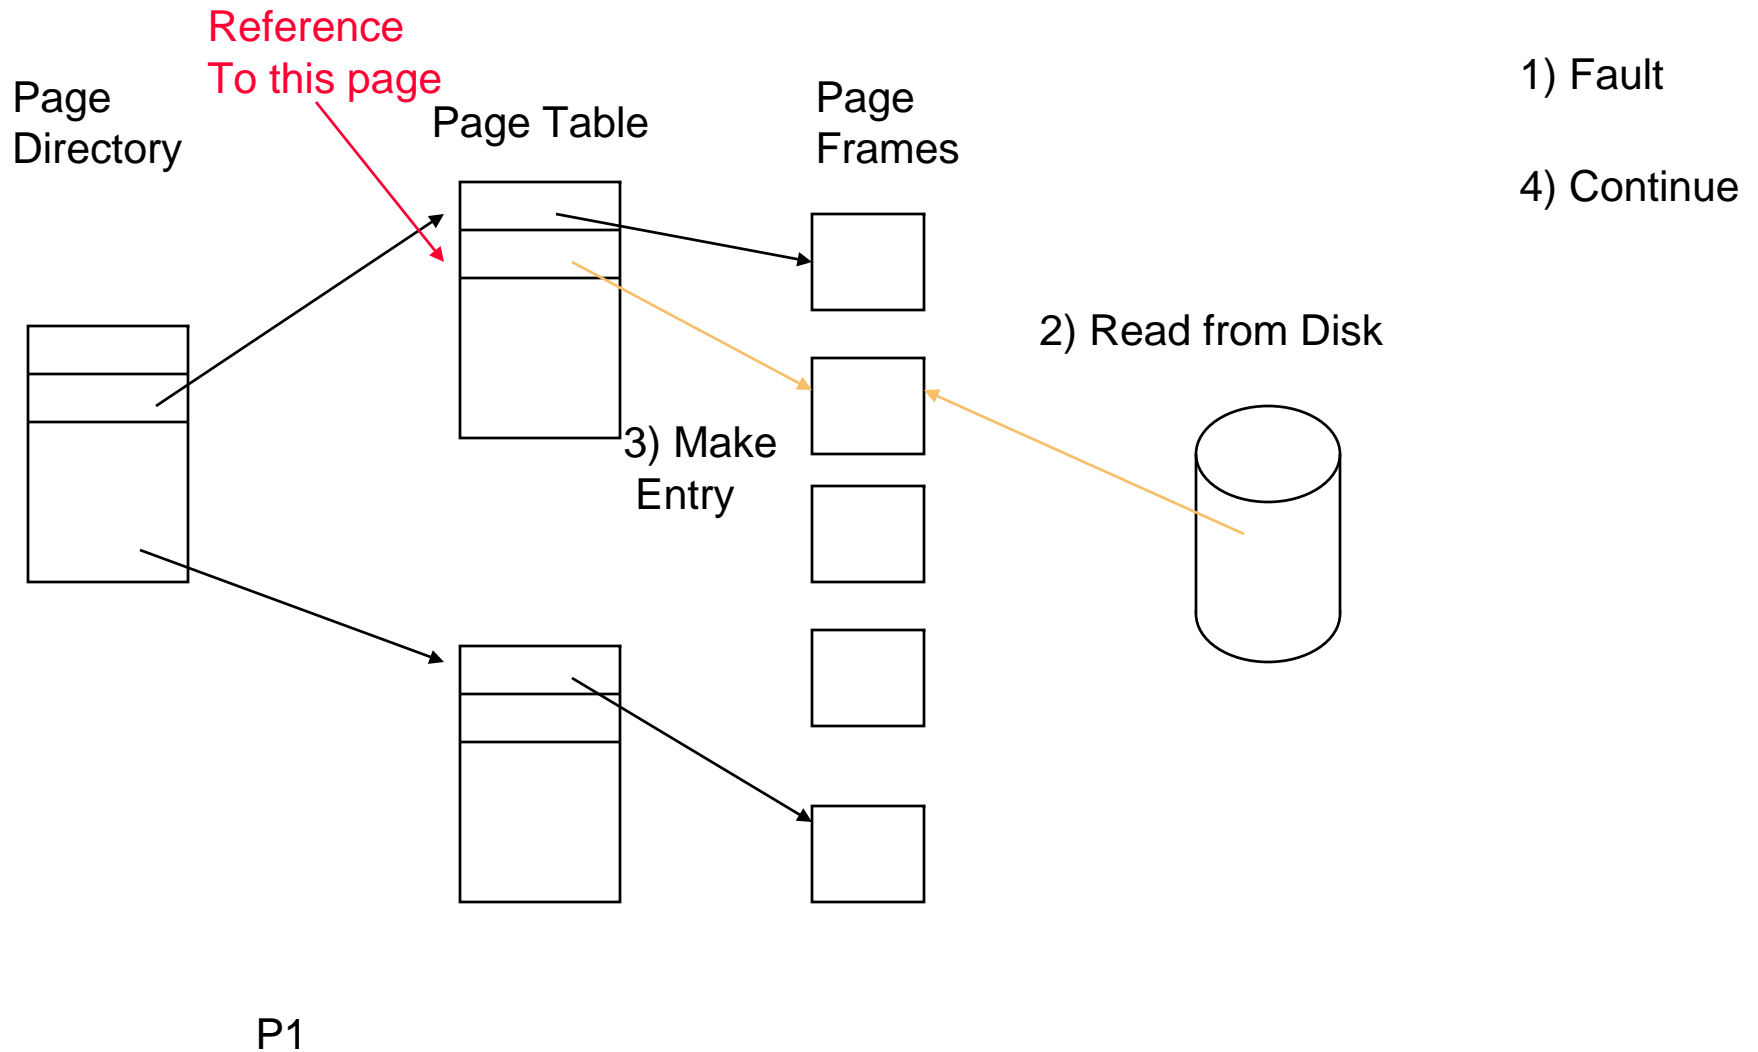 Reference
To this page
Page
Directory
Page Table
Page
Frames
1) Fault
4) Continue
2) Read from Disk
3) Make
Entry
P1